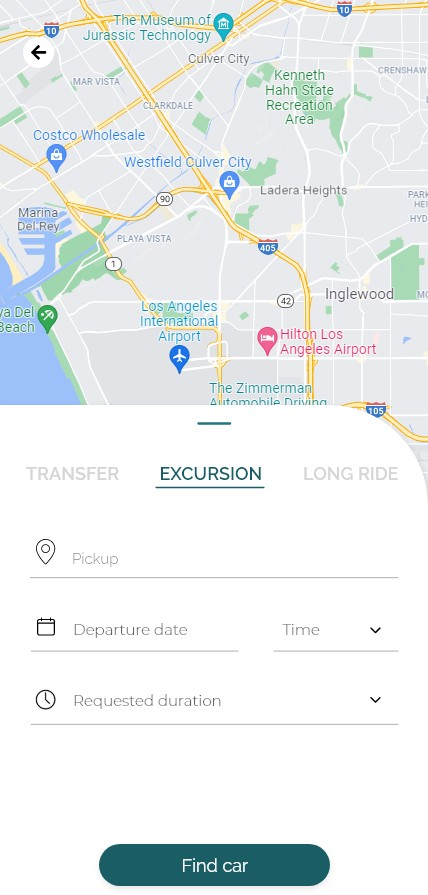 10
10
The Museum of
Jurassic Technology
Culver City
CRENSHAW
MAR VISTA
Kenneth
Hahn State
Recreation
Area
CLARKDALE
Costco Wholesale
Westfield Culver City
Ladera Heights
90
Marina
Del Rey
PLAYA VISTA
405
1
42
Inglewood
Los Angeles
International
Airport
Beach
Hilton Los
Angeles Airport
The Zimmerman
Automobile Driving
105
TRANSFER
EXCURSION
LONG RIDE
Pickup
Departure date
Time
Requested duration
Find car